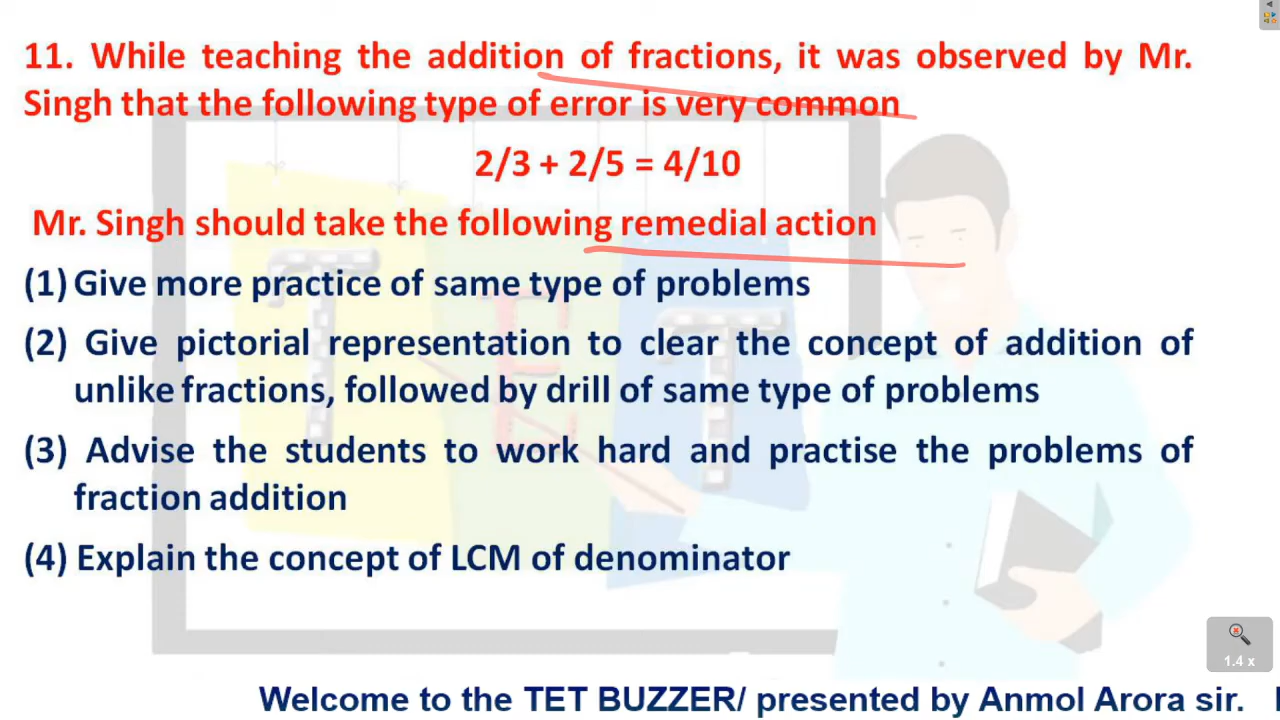 11. While teaching the addition of fractions, it was observed by Mr.
Singh that the following type of error is very common
2/3 + 2/5 = 4/10
Mr. Singh should take the following remedial action
(1) Give more practice of same type of problems
(2) Give pictorial representation to clear the concept of addition of
unlike fractions, followed by drill of same type of problems
(3) Advise the students to work hard and practise the problems of
fraction addition
(4) Explain the concept of LCM of denominator
TET
1.4 x
Welcome to the TET BUZZER/ presented by Anmol Arora sir.